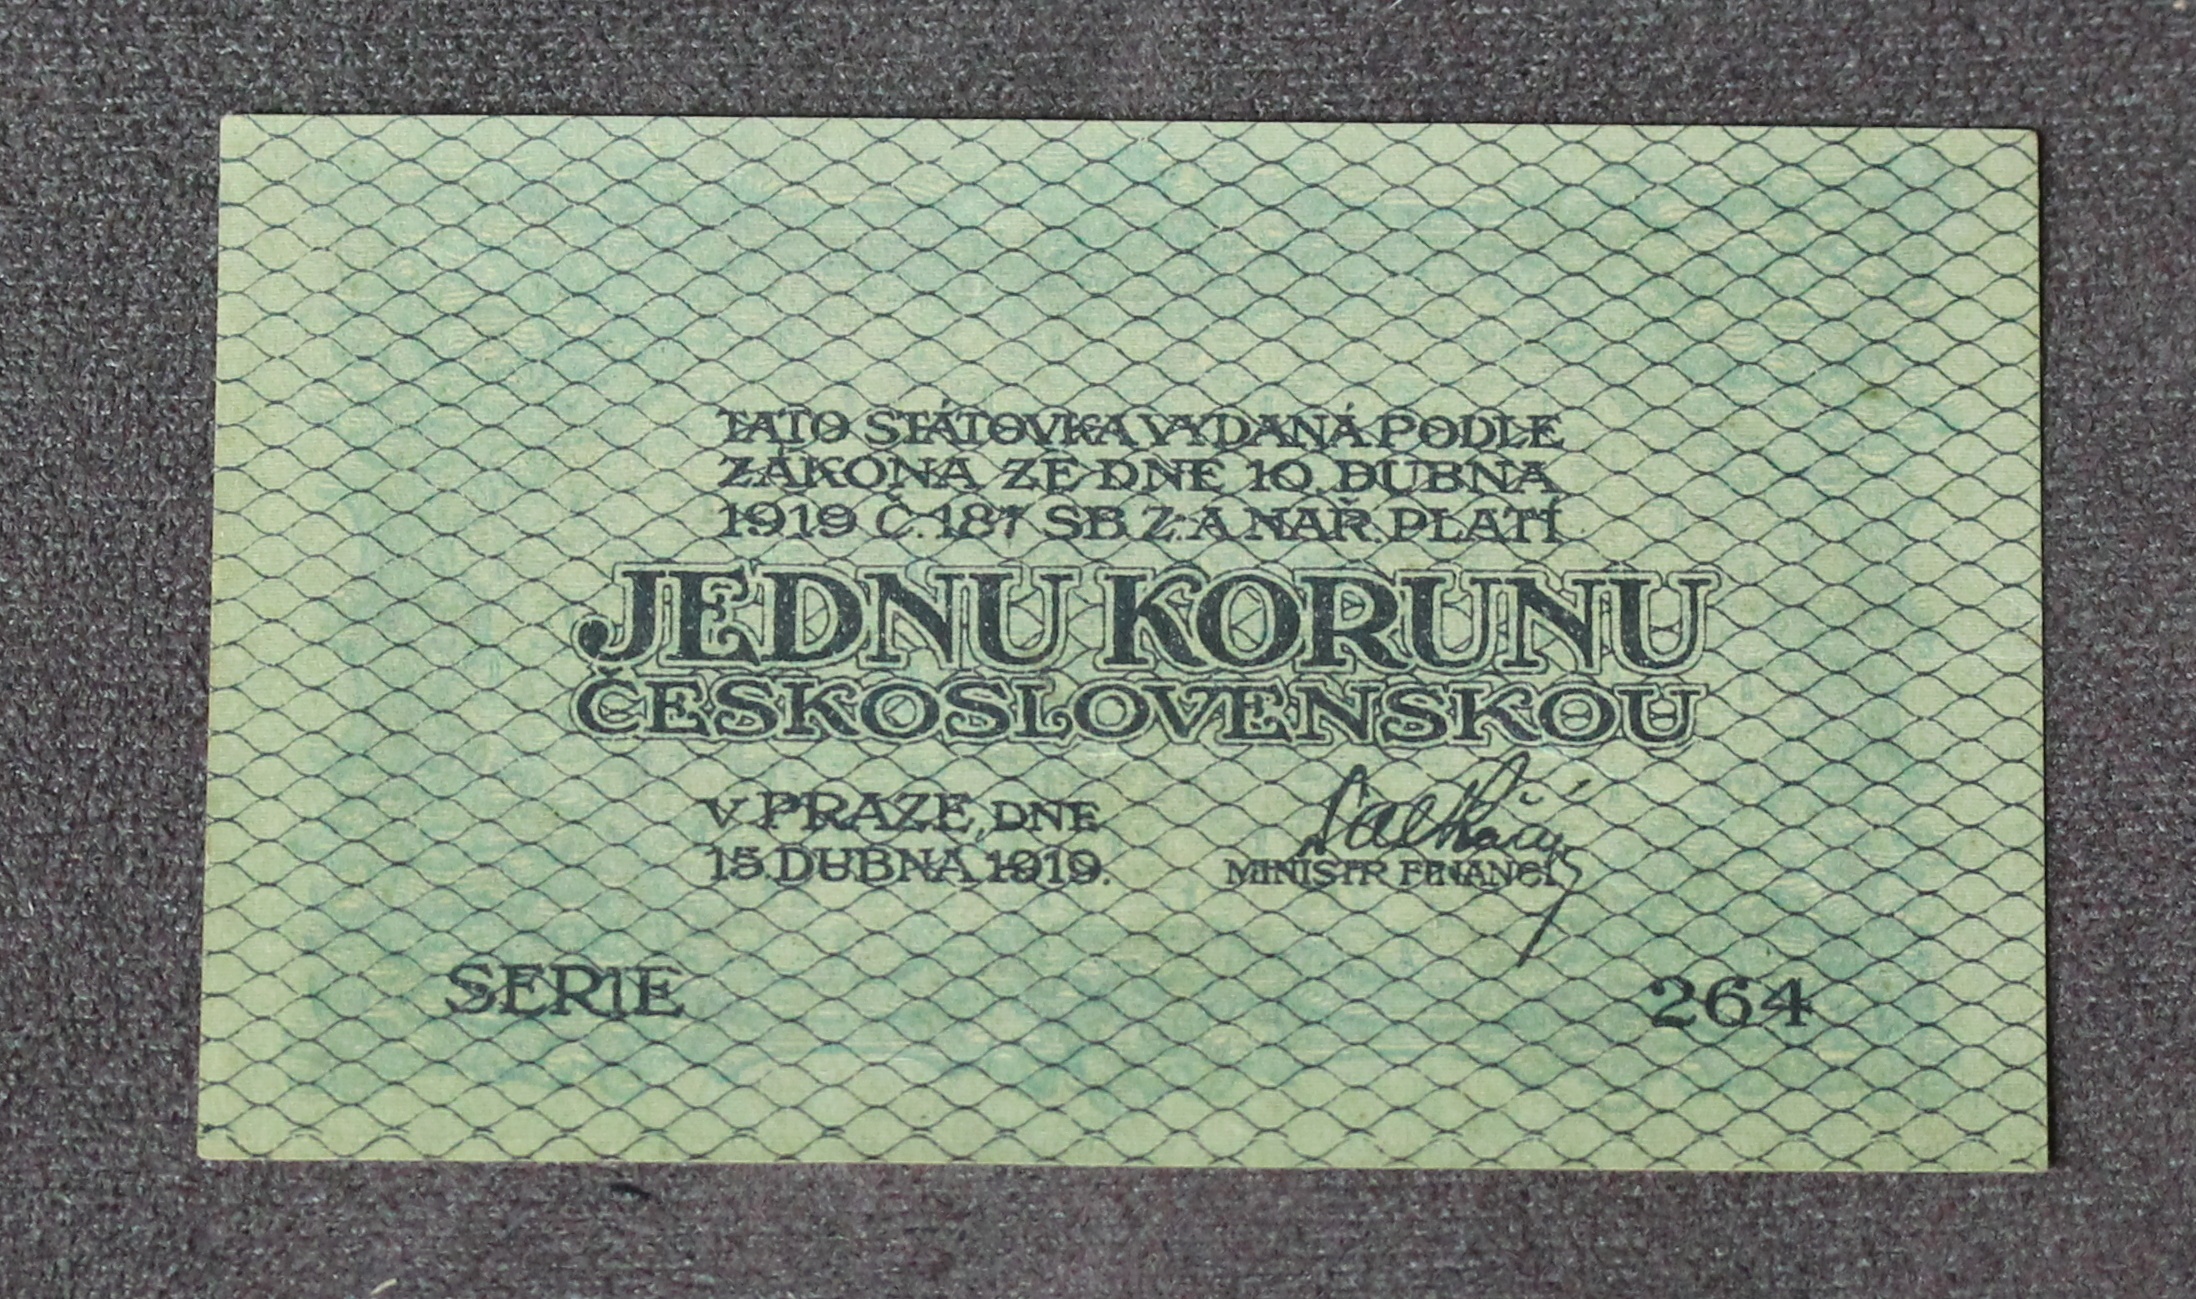 TATO STÁTOVKA VYDANÁ PODLE
ZÁKONA ZE DNE 10. DUBNA
1919 Č. 187 SB. Z. A NAŘ. PLATÍ
JEDNU KORUNU
ČESKOSLOVENSKOU
V PRAZE, DNE
15. DUBNA 1919.
MINISTR FINANCÍ
SERIE 264